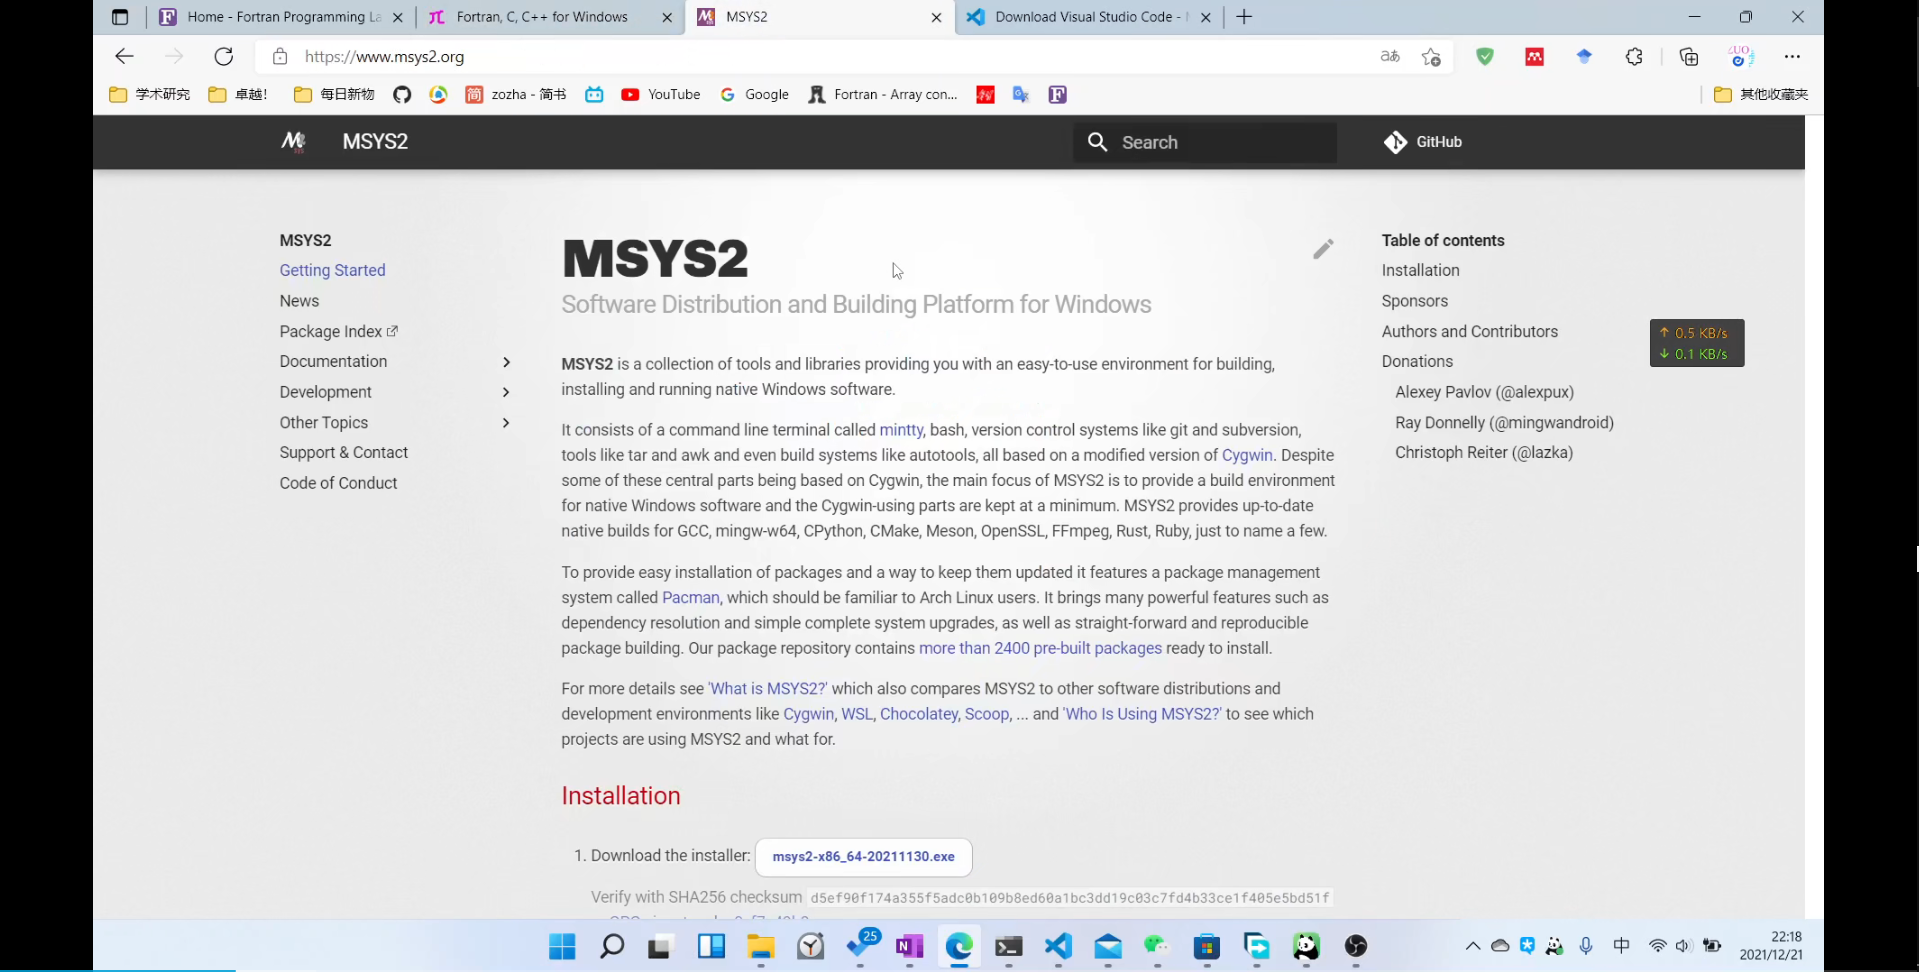 Home - Fortran Programming La
Fortran, C, C++ for Windows
MSYS2
Download Visual Studio Code -
https://www.msys2.org
学术研究
卓越!
每日新物
zozha - 简书
YouTube
Google
Fortran - Array con...
其他收藏夹
MSYS2
Search
GitHub
MSYS2
Getting Started
News
Package Index
Documentation
Development
Other Topics
Support & Contact
Code of Conduct
MSYS2
Software Distribution and Building Platform for Windows
MSYS2 is a collection of tools and libraries providing you with an easy-to-use environment for building,
installing and running native Windows software.
It consists of a command line terminal called mintty, bash, version control systems like git and subversion,
tools like tar and awk and even build systems like autotools, all based on a modified version of Cygwin. Despite
some of these central parts being based on Cygwin, the main focus of MSYS2 is to provide a build environment
for native Windows software and the Cygwin-using parts are kept at a minimum. MSYS2 provides up-to-date
native builds for GCC, mingw-w64, CPython, CMake, Meson, OpenSSL, FFmpeg, Rust, Ruby, just to name a few.
To provide easy installation of packages and a way to keep them updated it features a package management
system called Pacman, which should be familiar to Arch Linux users. It brings many powerful features such as
dependency resolution and simple complete system upgrades, as well as straight-forward and reproducible
package building. Our package repository contains more than 2400 pre-built packages ready to install.
For more details see 'What is MSYS2?' which also compares MSYS2 to other software distributions and
development environments like Cygwin, WSL, Chocolatey, Scoop, ... and 'Who Is Using MSYS2?' to see which
projects are using MSYS2 and what for.
Installation
1. Download the installer: msys2-x86_64-20211130.exe
Verify with SHA256 checksum d5ef90f174a355f5adc0b109b8ed60a1bc3dd19c03c7fd4b33ce1f405e5bd51f
Table of contents
Installation
Sponsors
Authors and Contributors
Donations
Alexey Pavlov (@alexpux)
Ray Donnelly (@mingwandroid)
Christoph Reiter (@lazka)
↑ 0.5 KB/s
↓ 0.1 KB/s
25
中
22:18
2021/12/21